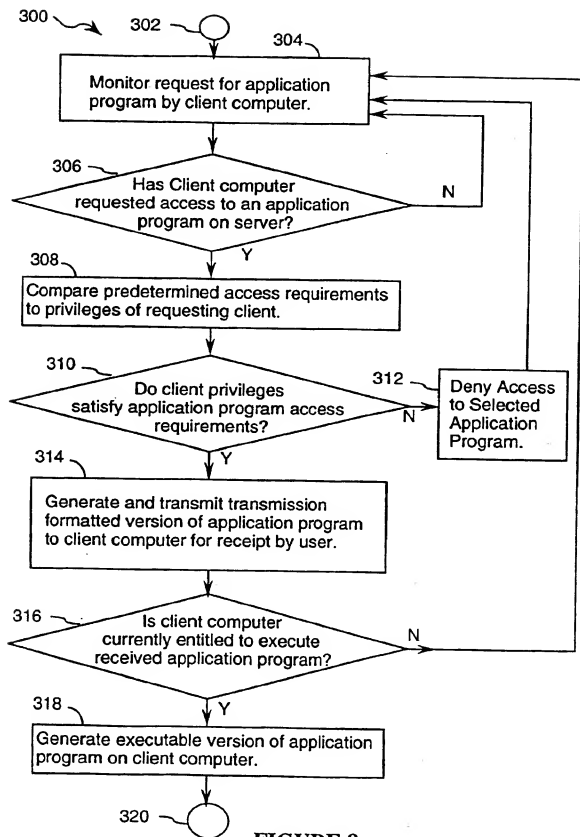 300
302
304
Monitor request for application
program by client computer.
306
Has Client computer
requested access to an application
program on server?
N
Y
308
Compare predetermined access requirements
to privileges of requesting client.
310
Do client privileges
satisfy application program access
requirements?
N
Y
312
Deny Access
to Selected
Application
Program.
314
Generate and transmit transmission
formatted version of application program
to client computer for receipt by user.
316
Is client computer
currently entitled to execute
received application program?
N
Y
318
Generate executable version of application
program on client computer.
320